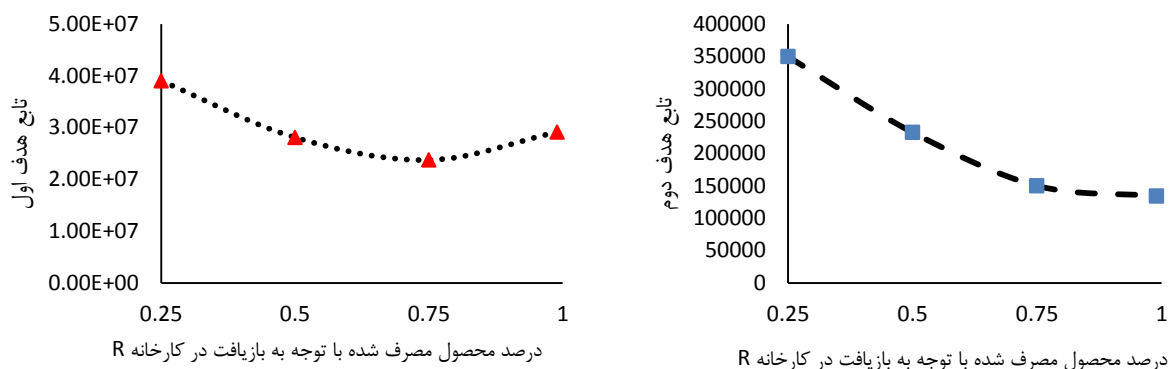 5.00E+07
4.00E+07
3.00E+07
2.00E+07
1.00E+07
0.00E+00
تابع هدف اول
0.25 0.5 0.75 1
درصد محصول مصرف شده با توجه به بازیافت در کارخانه R
400000
350000
300000
250000
200000
150000
100000
50000
0
تابع هدف دوم
0.25 0.5 0.75 1
درصد محصول مصرف شده با توجه به بازیافت در کارخانه R